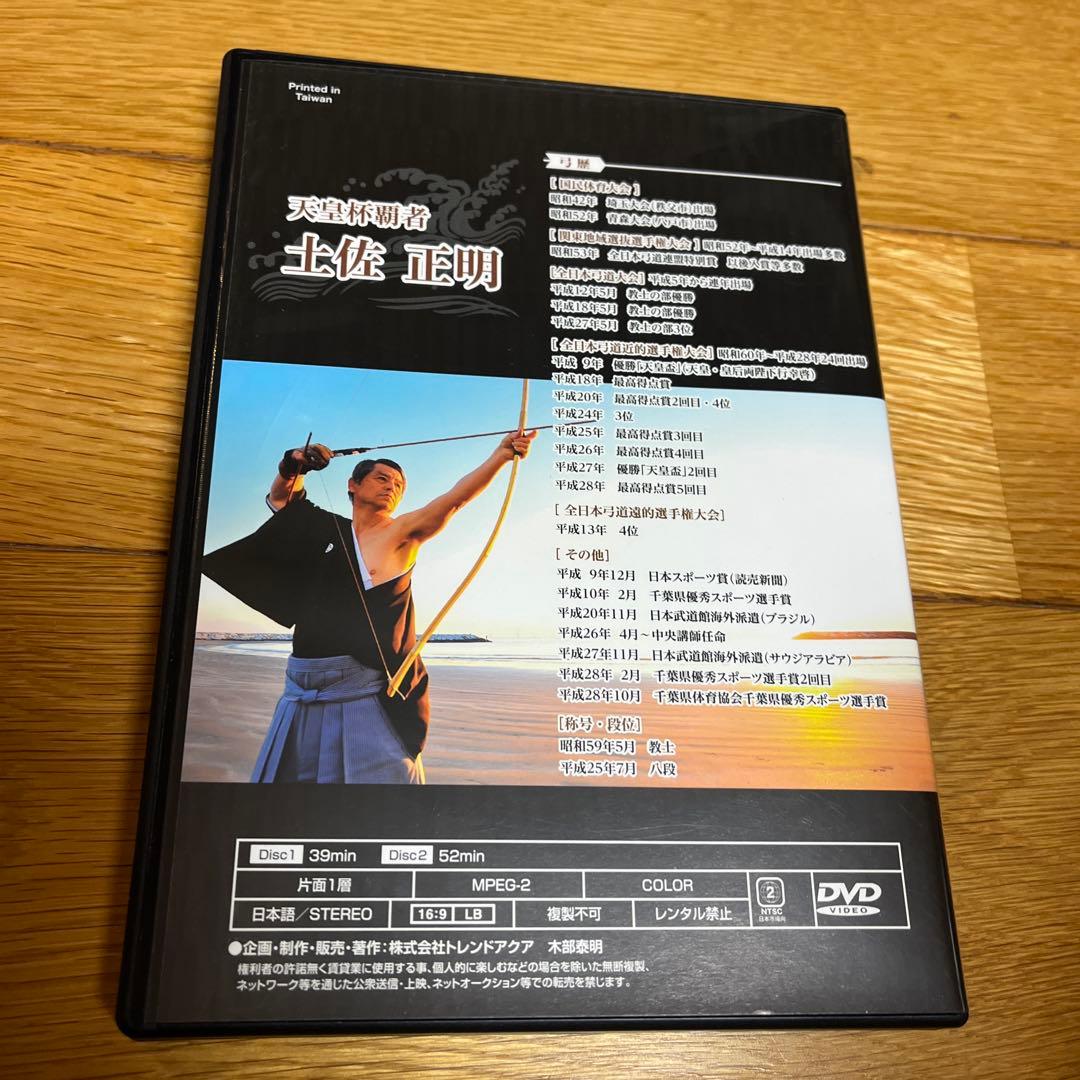 Printed in
Taiwan
天皇杯覇者
土佐 正明
弓歴
[ 国民体育大会 ]
昭和42年 埼玉大会(秩父市)出場
昭和52年 青森大会(八戸市)出場
[ 関東地域選抜選手権大会 ] 昭和52年~平成14年出場多数
昭和53年 全日本弓道連盟特別賞 以後入賞等多数
[全日本弓道大会] 平成5年から連年出場
平成12年5月 教士の部優勝
平成18年5月 教士の部優勝
平成27年5月 教士の部3位
[ 全日本弓道近的選手権大会] 昭和60年~平成28年24回出場
平成 9年 優勝「天皇盃」(天皇・皇后両陛下行幸啓)
平成18年 最高得点賞
平成20年 最高得点賞2回目・4位
平成24年 3位
平成25年 最高得点賞3回目
平成26年 最高得点賞4回目
平成27年 優勝「天皇盃」2回目
平成28年 最高得点賞5回目
[ 全日本弓道遠的選手権大会]
平成13年 4位
[ その他]
平成 9年12月 日本スポーツ賞(読売新聞)
平成10年 2月 千葉県優秀スポーツ選手賞
平成20年11月 日本武道館海外派遣(ブラジル)
平成26年 4月~中央講師任命
平成27年11月 日本武道館海外派遣(サウジアラビア)
平成28年 2月 千葉県優秀スポーツ選手賞2回目
平成28年10月 千葉県体育協会千葉県優秀スポーツ選手賞
[称号・段位]
昭和59年5月 教士
平成25年7月 八段
Disc1 39min Disc2 52min
片面1層 MPEG-2 COLOR
2
NTSC
日本市場向
DVD
VIDEO
日本語/STEREO 16:9 LB 複製不可 レンタル禁止
●企画・制作・販売・著作:株式会社トレンドアクア 木部泰明
権利者の許諾無く賃貸業に使用する事、個人的に楽しむなどの場合を除いた無断複製、
ネットワーク等を通じた公衆送信・上映、ネットオークション等での転売を禁じます。